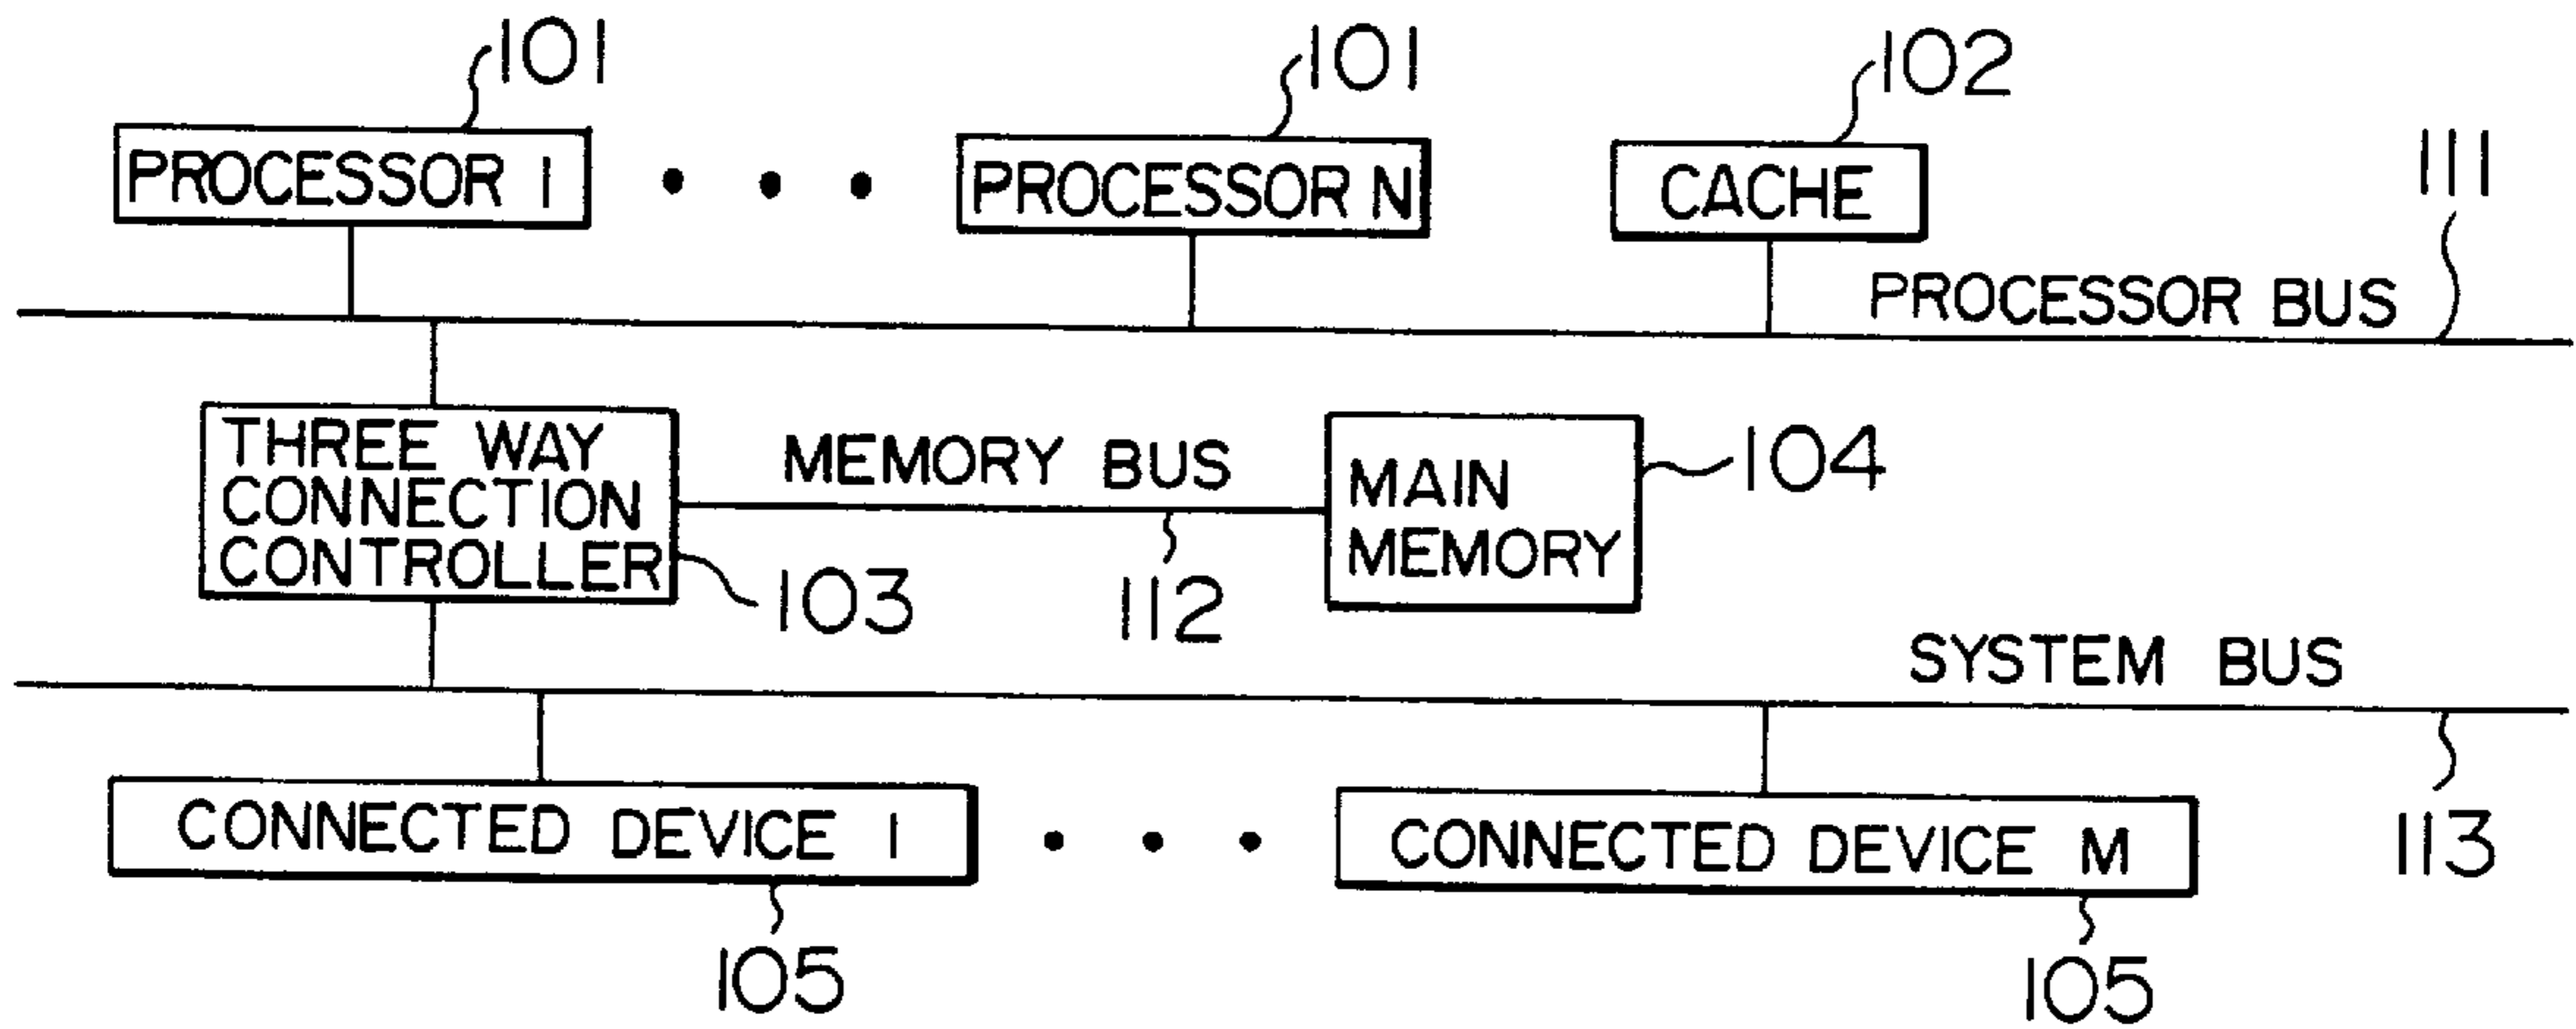 101
101
102
PROCESSOR 1
PROCESSOR N
CACHE
111
PROCESSOR BUS
THREE WAY
CONNECTION
CONTROLLER
103
MEMORY BUS
112
MAIN
MEMORY
104
SYSTEM BUS
113
CONNECTED DEVICE 1
CONNECTED DEVICE M
105
105